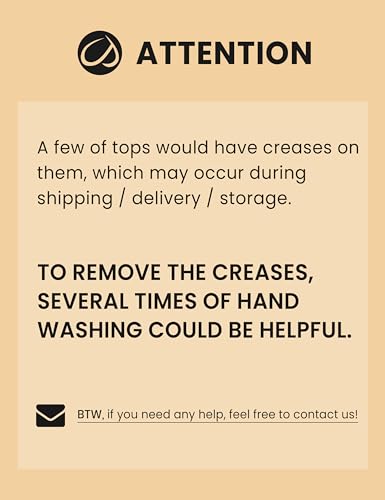 ATTENTION
A few of tops would have creases on
them, which may occur during
shipping / delivery / storage.
TO REMOVE THE CREASES,
SEVERAL TIMES OF HAND
WASHING COULD BE HELPFUL.
BTW, if you need any help, feel free to contact us!